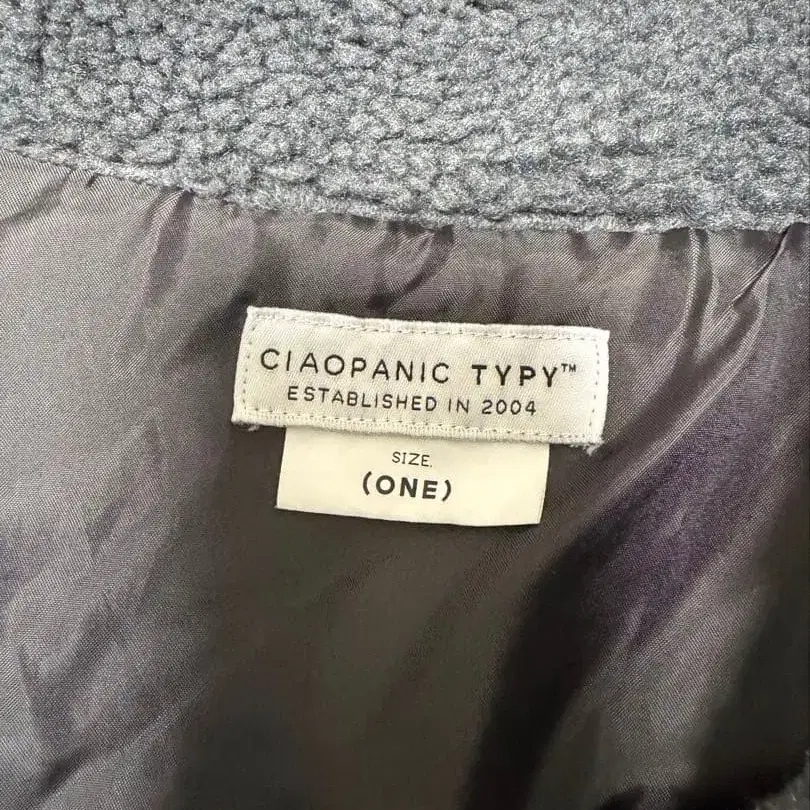 CIAOPANIC TYPY™
ESTABLISHED IN 2004
SIZE.
(ONE)